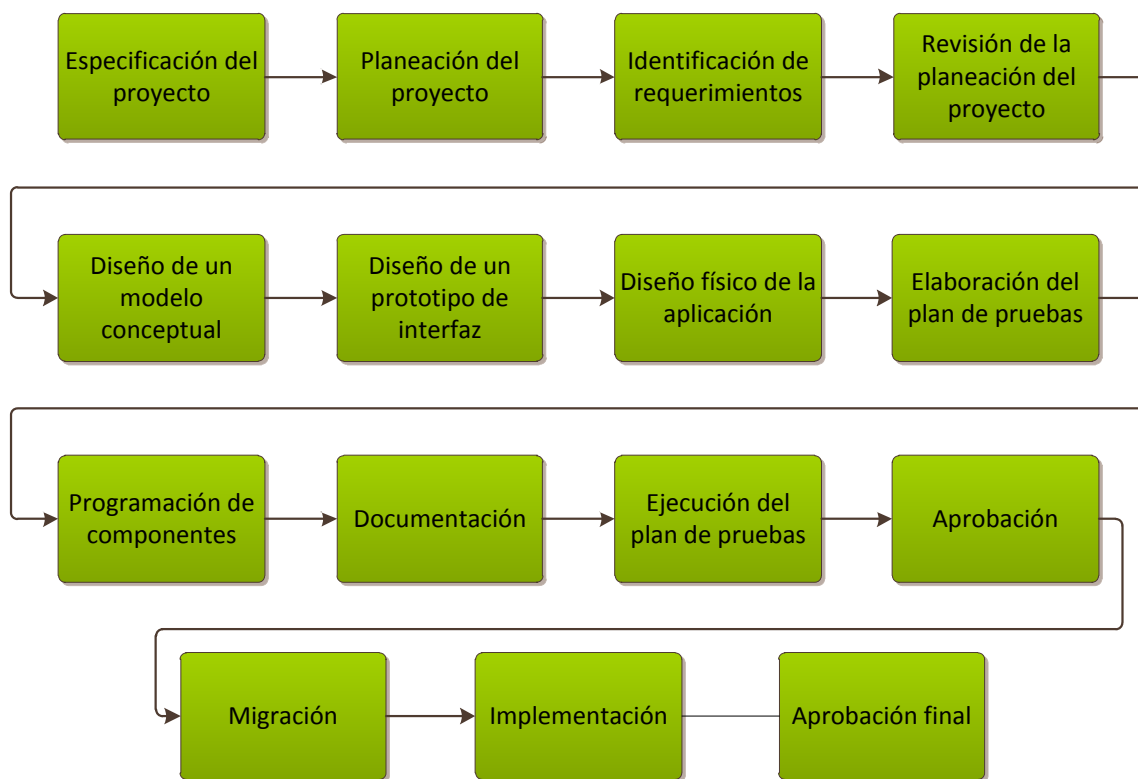 Especificación del
proyecto
Planeación del
proyecto
Identificación de
requerimientos
Revisión de la
planeación del
proyecto
Diseño de un
modelo
conceptual
Diseño de un
prototipo de
interfaz
Diseño físico de la
aplicación
Elaboración del
plan de pruebas
Programación de
componentes
Documentación
Ejecución del
plan de pruebas
Aprobación
Migración
Implementación
Aprobación final